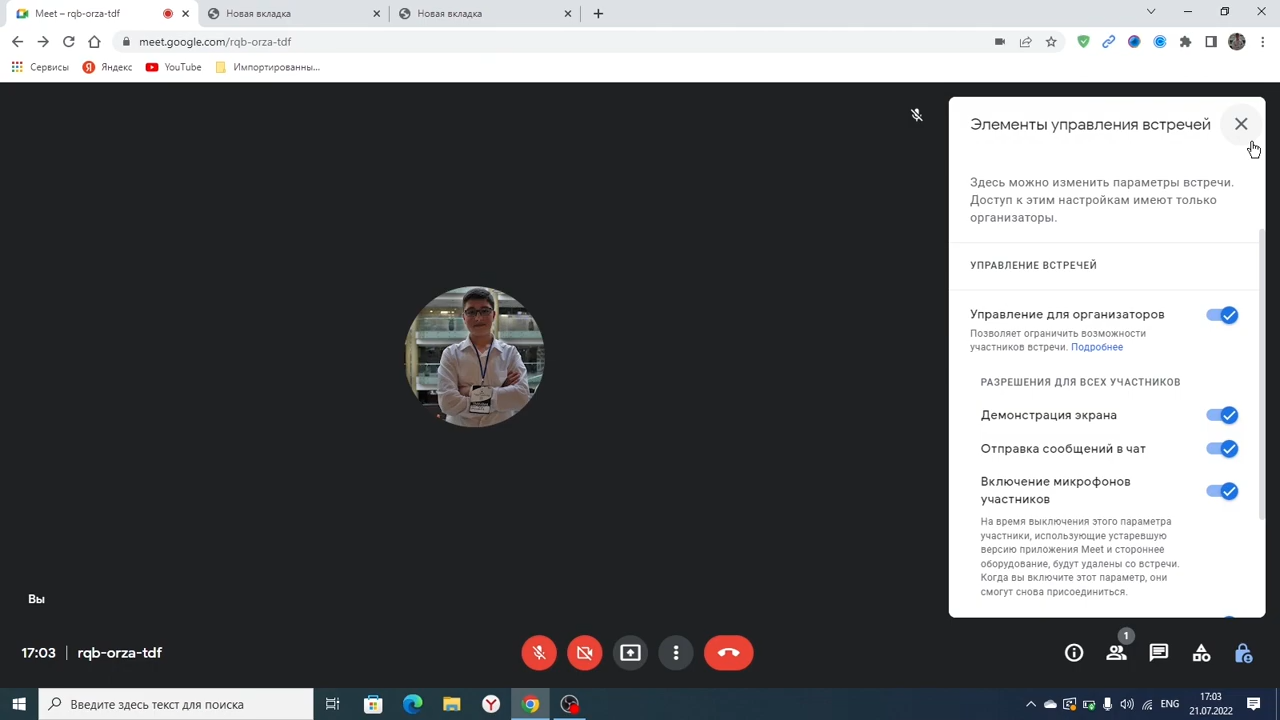 Meet – rqb-orza-tdf
Новая вкладка
Новая вкладка
meet.google.com/rqb-orza-tdf
Сервисы
Яндекс
YouTube
Импортированны...
Элементы управления встречей
Здесь можно изменить параметры встречи.
Доступ к этим настройкам имеют только
организаторы.
УПРАВЛЕНИЕ ВСТРЕЧЕЙ
Управление для организаторов
Позволяет ограничить возможности
участников встречи. Подробнее
РАЗРЕШЕНИЯ ДЛЯ ВСЕХ УЧАСТНИКОВ
Демонстрация экрана
Отправка сообщений в чат
Включение микрофонов
участников
На время выключения этого параметра
участники, использующие устаревшую
версию приложения Meet и стороннее
оборудование, будут удалены со встречи.
Когда вы включите этот параметр, они
смогут снова присоединиться.
Вы
17:03 | rqb-orza-tdf
1
Введите здесь текст для поиска
ENG
17:03
21.07.2022